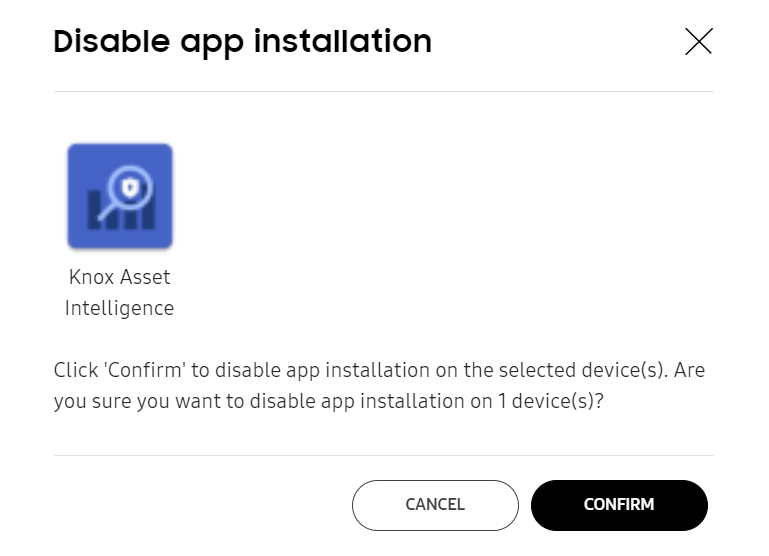 Disable app installation
Knox Asset
Intelligence
Click 'Confirm' to disable app installation on the selected device(s). Are
you sure you want to disable app installation on 1 device(s)?
CANCEL
CONFIRM